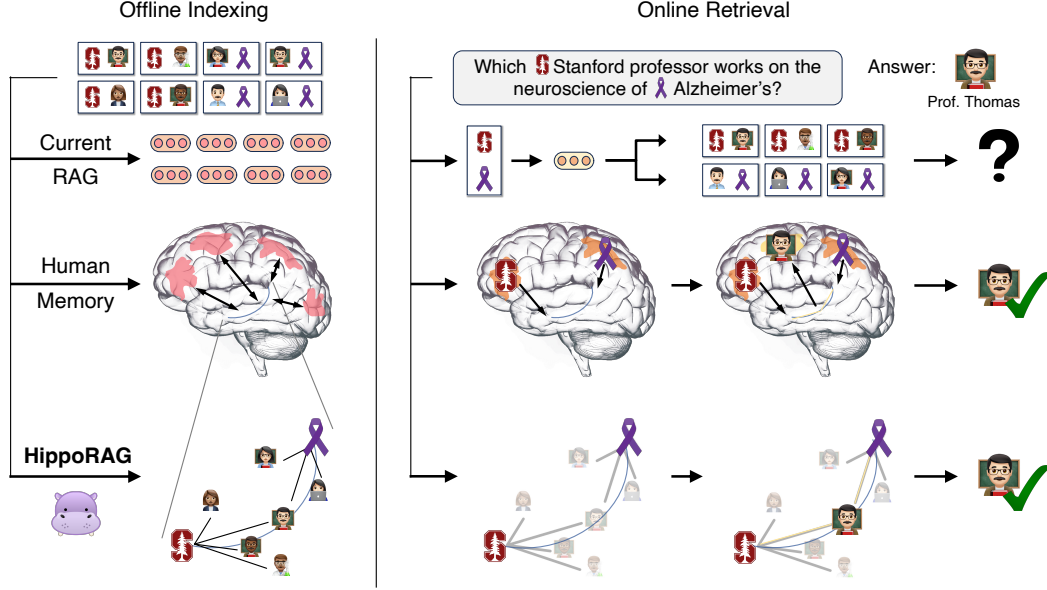 Offline Indexing
Online Retrieval
Which Stanford professor works on the
neuroscience of Alzheimer's?
Answer:
Prof. Thomas
Current
RAG
?
Human
Memory
HippoRAG